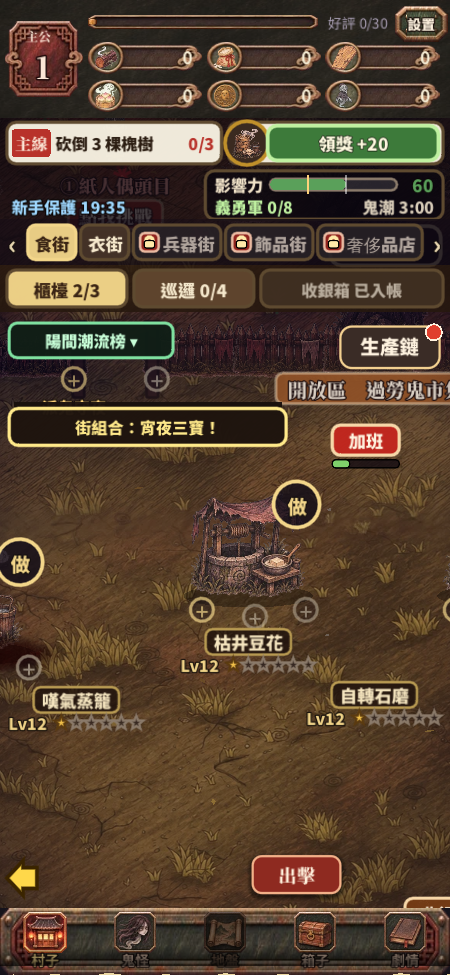 主公
1
好評 0/30
設置
0
0
0
0
0
0
主線 砍倒 3 棵槐樹 0/3
領獎 +20
紙人偶頭目
影響力 60
新手保護 19:35
義勇軍 0/8 鬼潮 3:00
‹ 食街 衣街 兵器街 飾品街 奢侈品店 ›
櫃檯 2/3
巡邏 0/4
收銀箱 已入帳
陽間潮流榜 ▾
生產鏈
開放區 過勞鬼市
街組合：宵夜三寶！
加班
做
做
枯井豆花
Lv12
嘆氣蒸籠
Lv12
自轉石磨
Lv12
出擊
村子
鬼怪
地盤
箱子
劇情